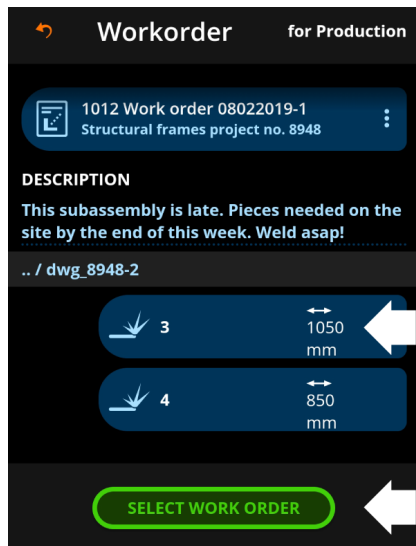 Workorder for Production
1012 Work order 08022019-1
Structural frames project no. 8948
DESCRIPTION
This subassembly is late. Pieces needed on the
site by the end of this week. Weld asap!
.. / dwg_8948-2
3 1050
mm
4 850
mm
SELECT WORK ORDER